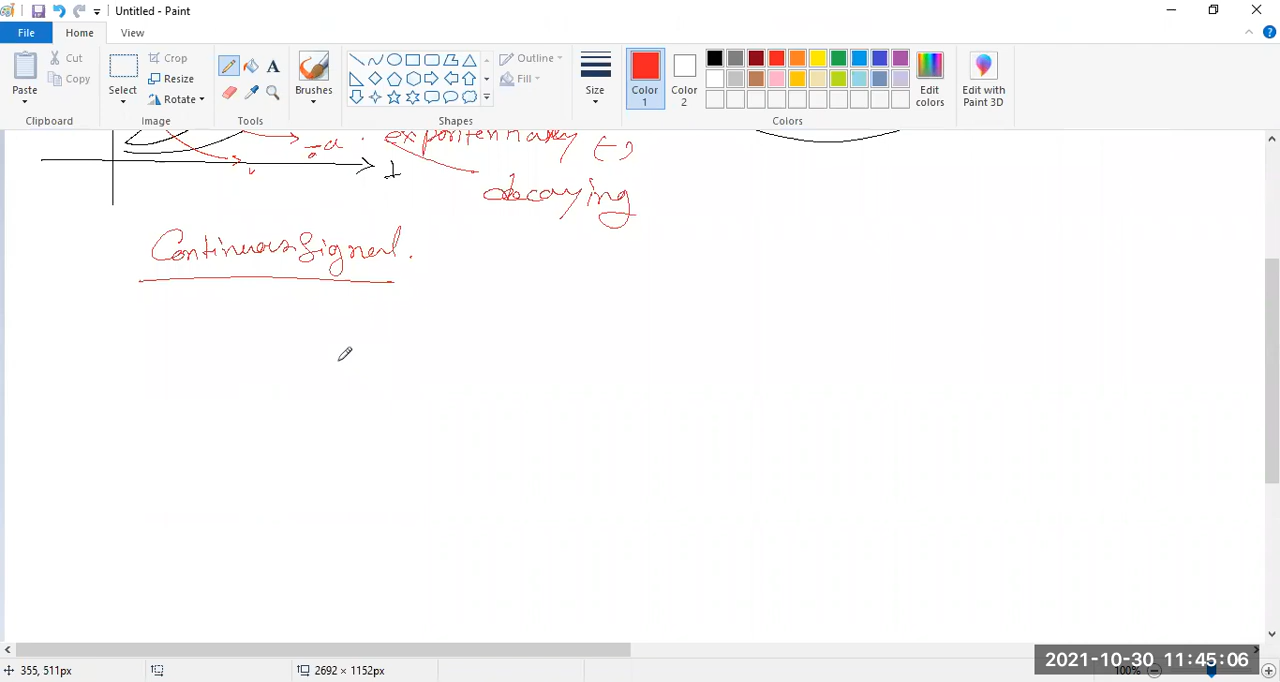 Untitled - Paint
File Home View
Cut
Copy
Paste
Clipboard
Crop
Resize
Rotate
Select
Image
Tools
Brushes
Outline
Fill
Shapes
Size
Color 1
Color 2
Edit colors
Edit with Paint 3D
Colors
t
decaying
Continuous Signal.
355, 511px
2692 × 1152px
100%
2021-10-30 11:45:06